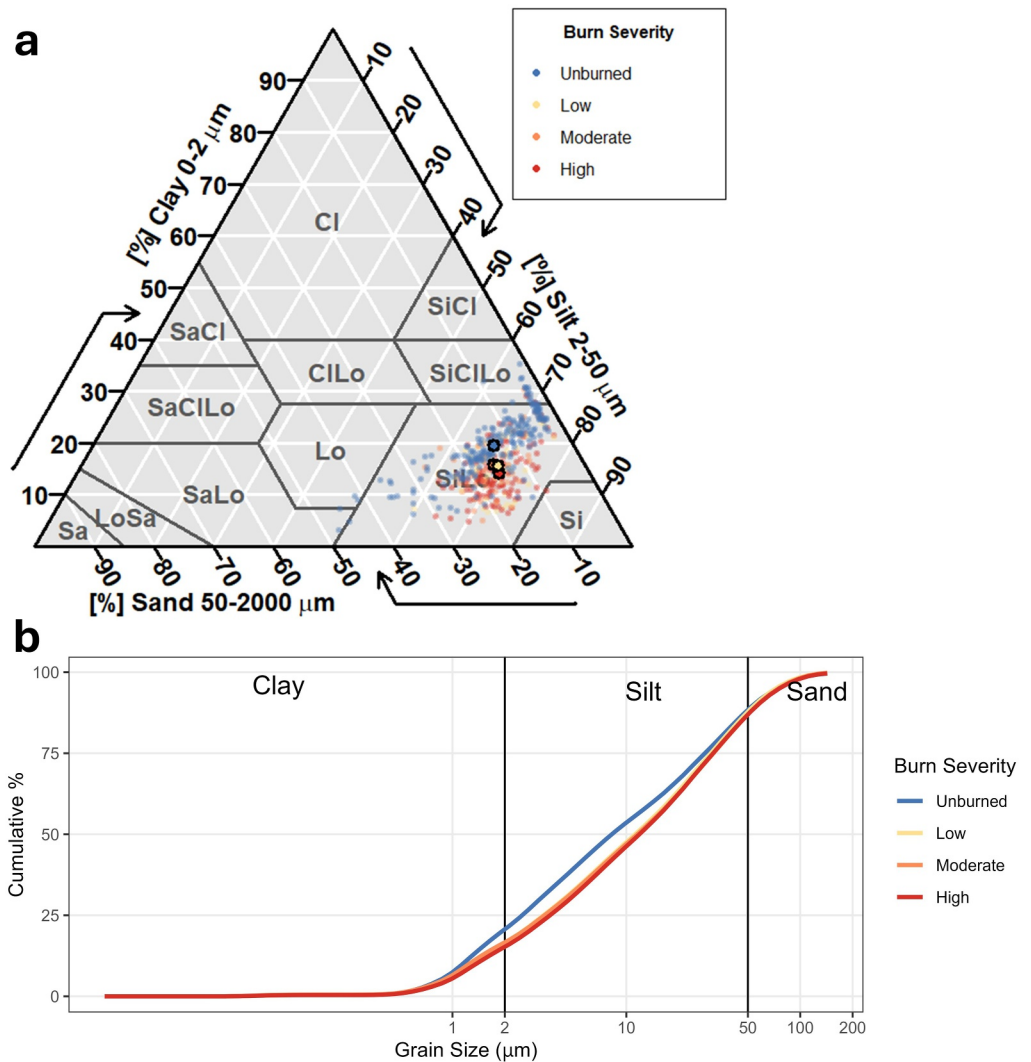 a
Burn Severity
Unburned
Low
Moderate
High
[%] Clay 0-2 μm
90
80
70
60
50
40
30
20
10
10
20
30
40
50
60
70
80
90
[%] Silt 2-50 μm
Cl
SiCl
SaCl
ClLo
SiClLo
SaClLo
Lo
SiLo
SaLo
LoSa
Sa
Si
90
80
70
60
50
40
30
20
10
[%] Sand 50-2000 μm
b
Clay
Silt
Sand
100
75
50
25
0
Cumulative %
1
2
10
50
100
200
Grain Size (μm)
Burn Severity
Unburned
Low
Moderate
High